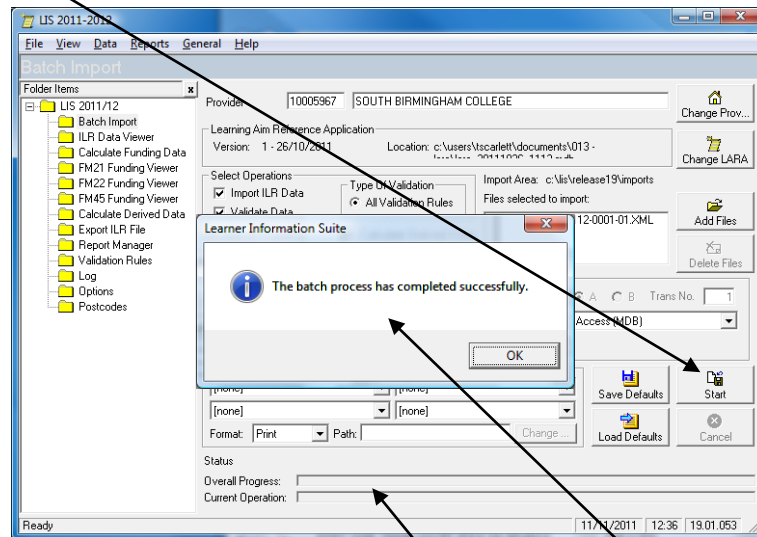 LIS 2011-2012
File View Data Reports General Help
Batch Import
Folder Items x
LIS 2011/12
Batch Import
ILR Data Viewer
Calculate Funding Data
FM21 Funding Viewer
FM22 Funding Viewer
FM45 Funding Viewer
Calculate Derived Data
Export ILR File
Report Manager
Validation Rules
Log
Options
Postcodes
Provider 10005967 SOUTH BIRMINGHAM COLLEGE
Change Prov...
Learning Aim Reference Application
Version: 1 - 26/10/2011 Location: c:\users\tscarlett\documents\013 -
Change LARA
Select Operations
Import ILR Data
Validate Data
Type Of Validation
All Validation Rules
Import Area: c:\lis\release19\imports
Files selected to import:
12-0001-01.XML
Add Files
Delete Files
Learner Information Suite
The batch process has completed successfully.
OK
A B Trans No. 1
Access (MDB)
[none] [none]
[none] [none]
Format: Print Path: Change ...
Save Defaults Start
Load Defaults Cancel
Status
Overall Progress:
Current Operation:
Ready 11/11/2011 12:36 19.01.053